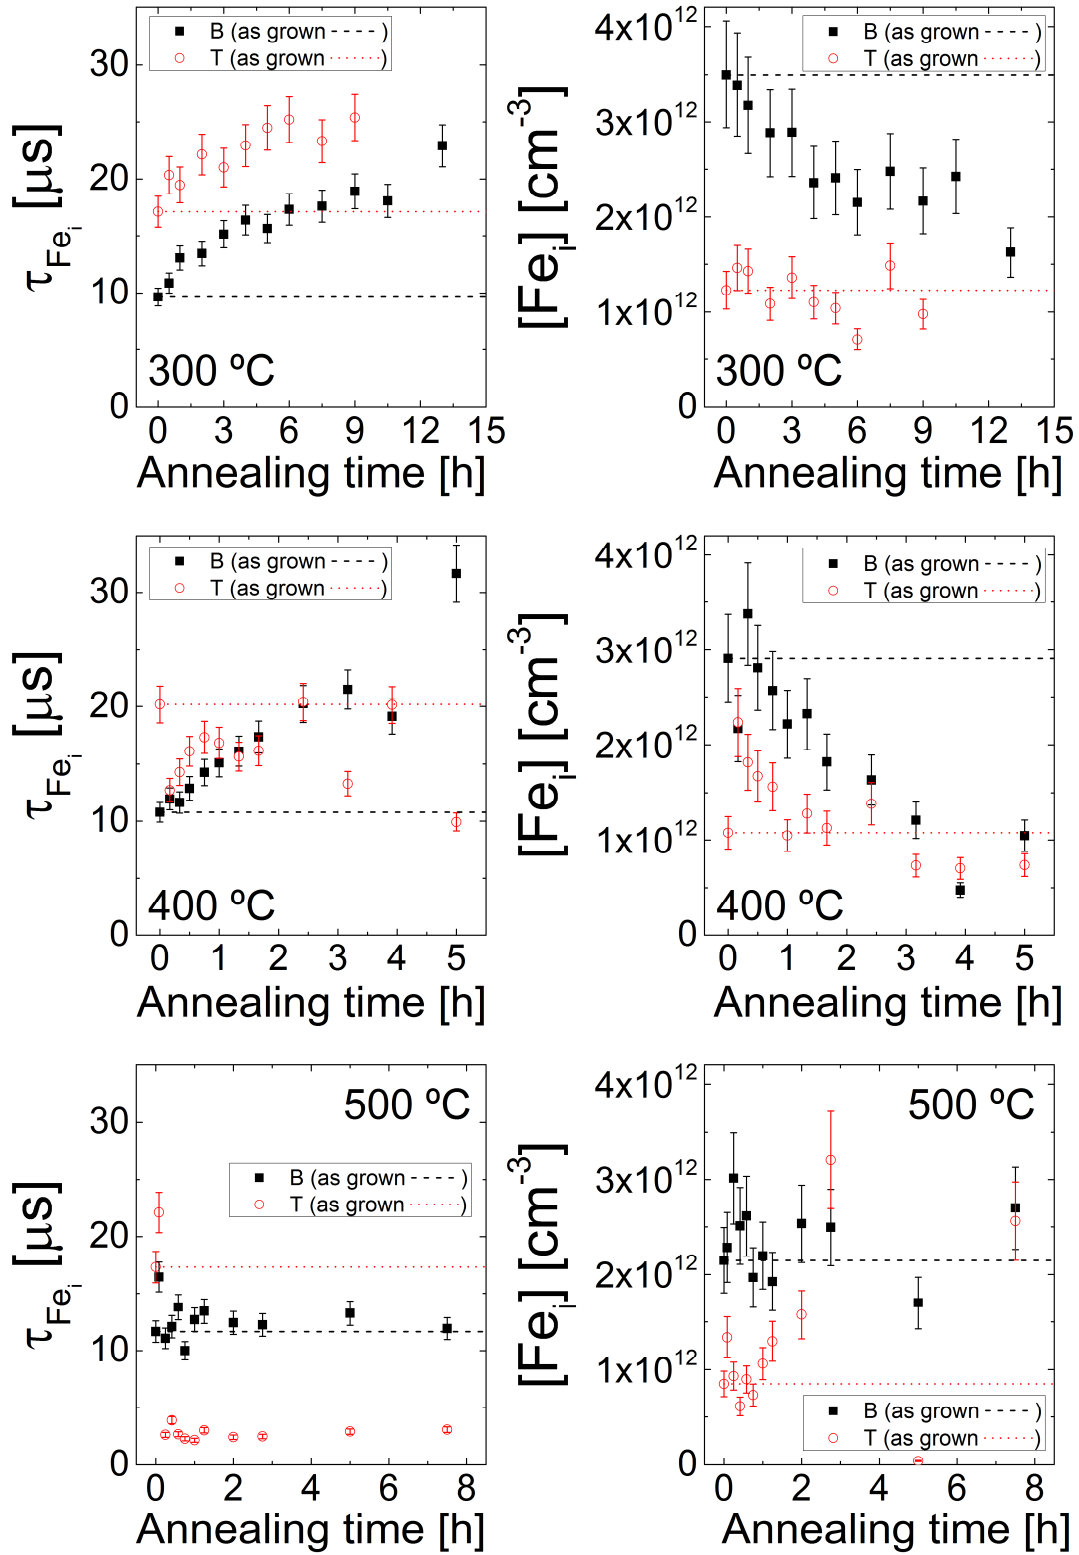 B (as grown - - - - -)
T (as grown ········)
30
20
10
0
τFei [µs]
300 ºC
0 3 6 9 12 15
Annealing time [h]
B (as grown - - - - -)
T (as grown ········)
4x10^12
3x10^12
2x10^12
1x10^12
0
[Fei] [cm^-3]
300 ºC
0 3 6 9 12 15
Annealing time [h]
B (as grown - - - - -)
T (as grown ········)
30
20
10
0
τFei [µs]
400 ºC
0 1 2 3 4 5
Annealing time [h]
B (as grown - - - - -)
T (as grown ········)
4x10^12
3x10^12
2x10^12
1x10^12
0
[Fei] [cm^-3]
400 ºC
0 1 2 3 4 5
Annealing time [h]
500 ºC
B (as grown - - - - -)
T (as grown ········)
30
20
10
0
τFei [µs]
0 2 4 6 8
Annealing time [h]
500 ºC
4x10^12
3x10^12
2x10^12
1x10^12
0
[Fei] [cm^-3]
B (as grown - - - - -)
T (as grown ········)
0 2 4 6 8
Annealing time [h]